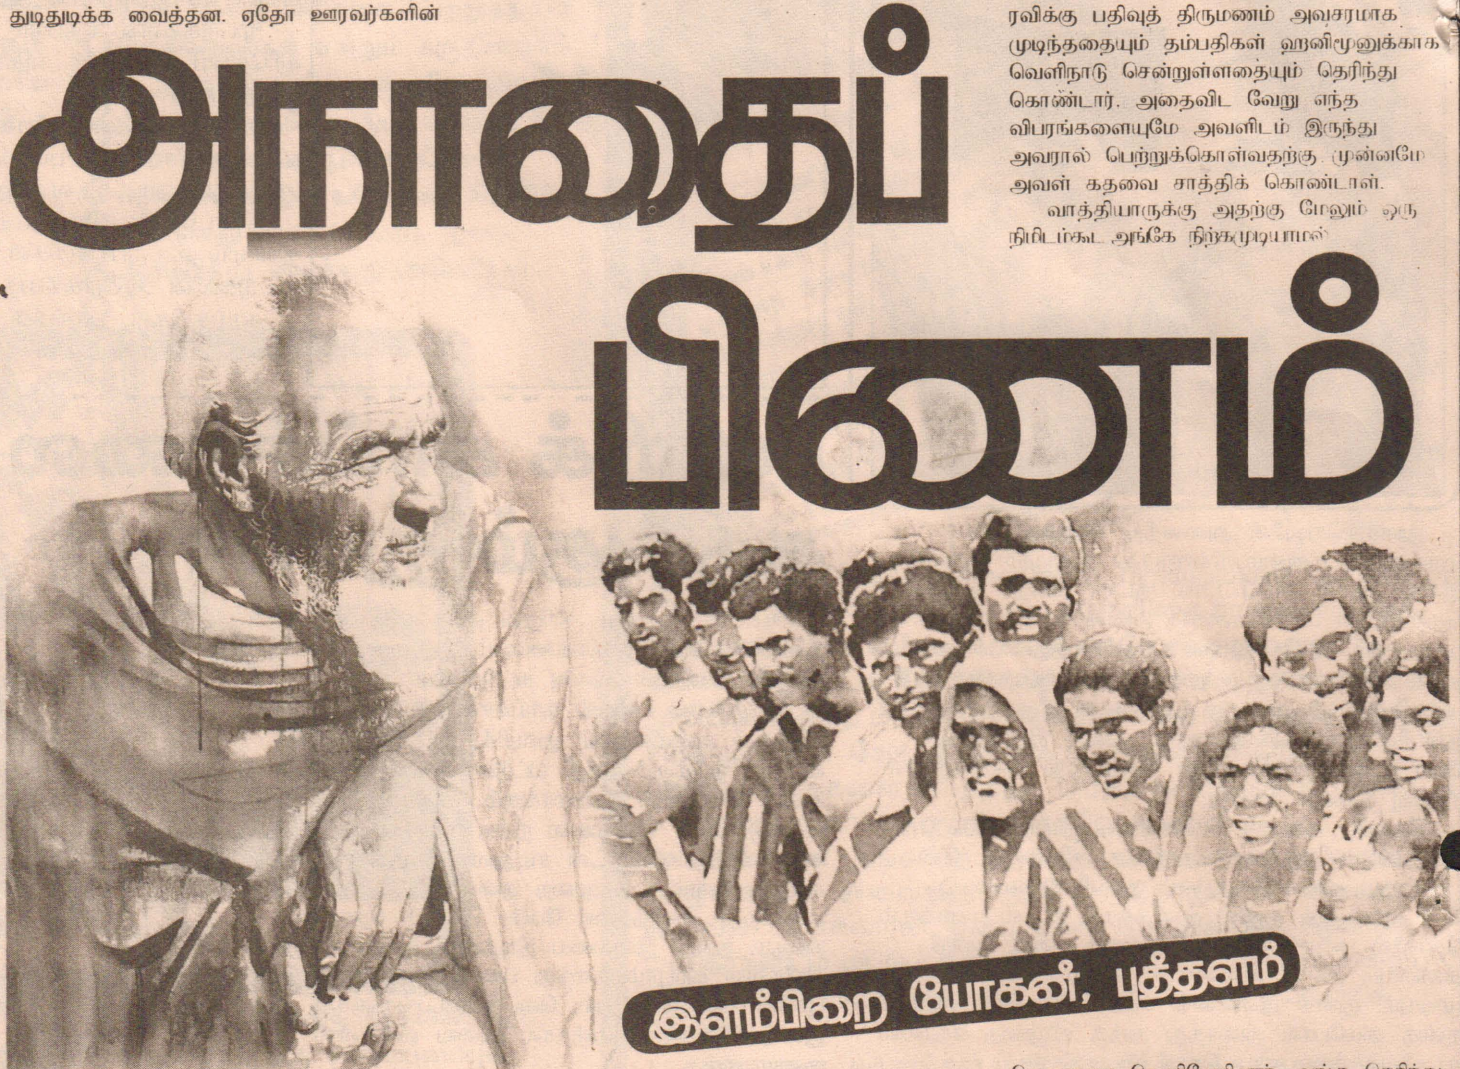 துடிதுடிக்க வைத்தன. ஏதோ ஊரவர்களின்
அநாதைப்
பிணம்
ரவிக்கு பதிவுத் திருமணம் அவசரமாக
முடிந்ததையும் தம்பதிகள் ஹனிமூனுக்காக
வெளிநாடு சென்றுள்ளதையும் தெரிந்து
கொண்டார். அதைவிட வேறு எந்த
விபரங்களையுமே அவளிடம் இருந்து
அவரால் பெற்றுக்கொள்வதற்கு முன்னமே
அவள் கதவை சாத்திக் கொண்டாள்.
வாத்தியாருக்கு அதற்கு மேலும் ஒரு
நிமிடம்கூட அங்கே நிற்கமுடியாமல்
இளம்பிறை யோகன், புத்தளம்